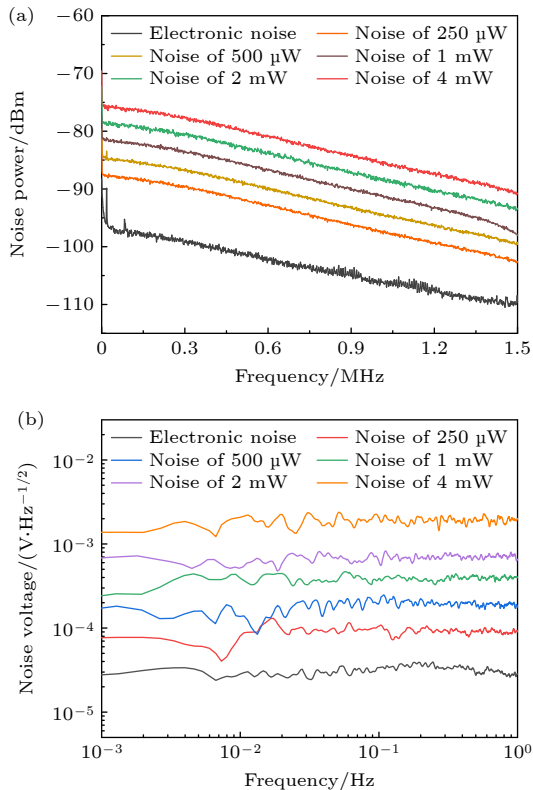 (a)
−60
Electronic noise
Noise of 250 μW
Noise of 500 μW
Noise of 1 mW
Noise of 2 mW
Noise of 4 mW
−70
−80
−90
−100
−110
Noise power/dBm
0
0.3
0.6
0.9
1.2
1.5
Frequency/MHz
(b)
Electronic noise
Noise of 250 μW
Noise of 500 μW
Noise of 1 mW
Noise of 2 mW
Noise of 4 mW
10−2
10−3
10−4
10−5
Noise voltage/(V·Hz−1/2)
10−3
10−2
10−1
100
Frequency/Hz